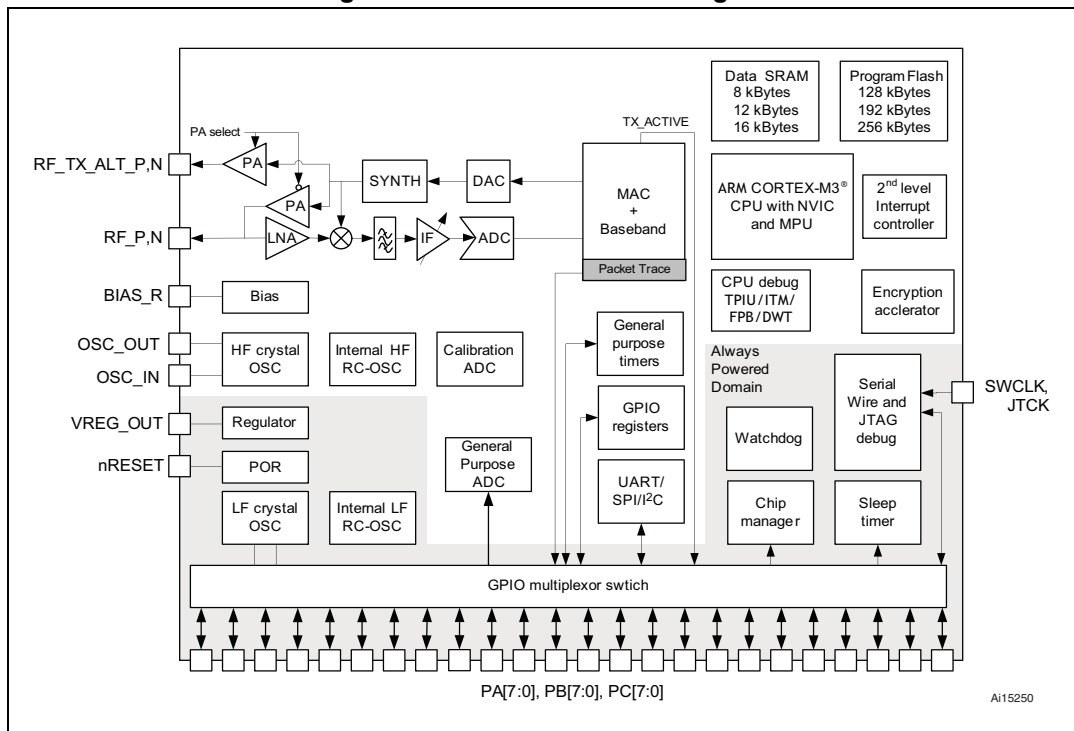 Data SRAM
8 kBytes
12 kBytes
16 kBytes
Program Flash
128 kBytes
192 kBytes
256 kBytes
PA select
TX_ACTIVE
RF_TX_ALT_P,N
PA
SYNTH
DAC
MAC
+
Baseband
ARM CORTEX-M3®
CPU with NVIC
and MPU
2nd level
Interrupt
controller
PA
RF_P,N
LNA
IF
ADC
Packet Trace
BIAS_R
Bias
CPU debug
TPIU/ITM/
FPB/DWT
Encryption
acclerator
OSC_OUT
OSC_IN
HF crystal
OSC
Internal HF
RC-OSC
Calibration
ADC
General
purpose
timers
Always
Powered
Domain
Serial
Wire and
JTAG
debug
SWCLK,
JTCK
VREG_OUT
Regulator
GPIO
registers
Watchdog
nRESET
POR
General
Purpose
ADC
UART/
SPI/I²C
LF crystal
OSC
Internal LF
RC-OSC
Chip
manager
Sleep
timer
GPIO multiplexor swtich
PA[7:0], PB[7:0], PC[7:0]
Ai15250